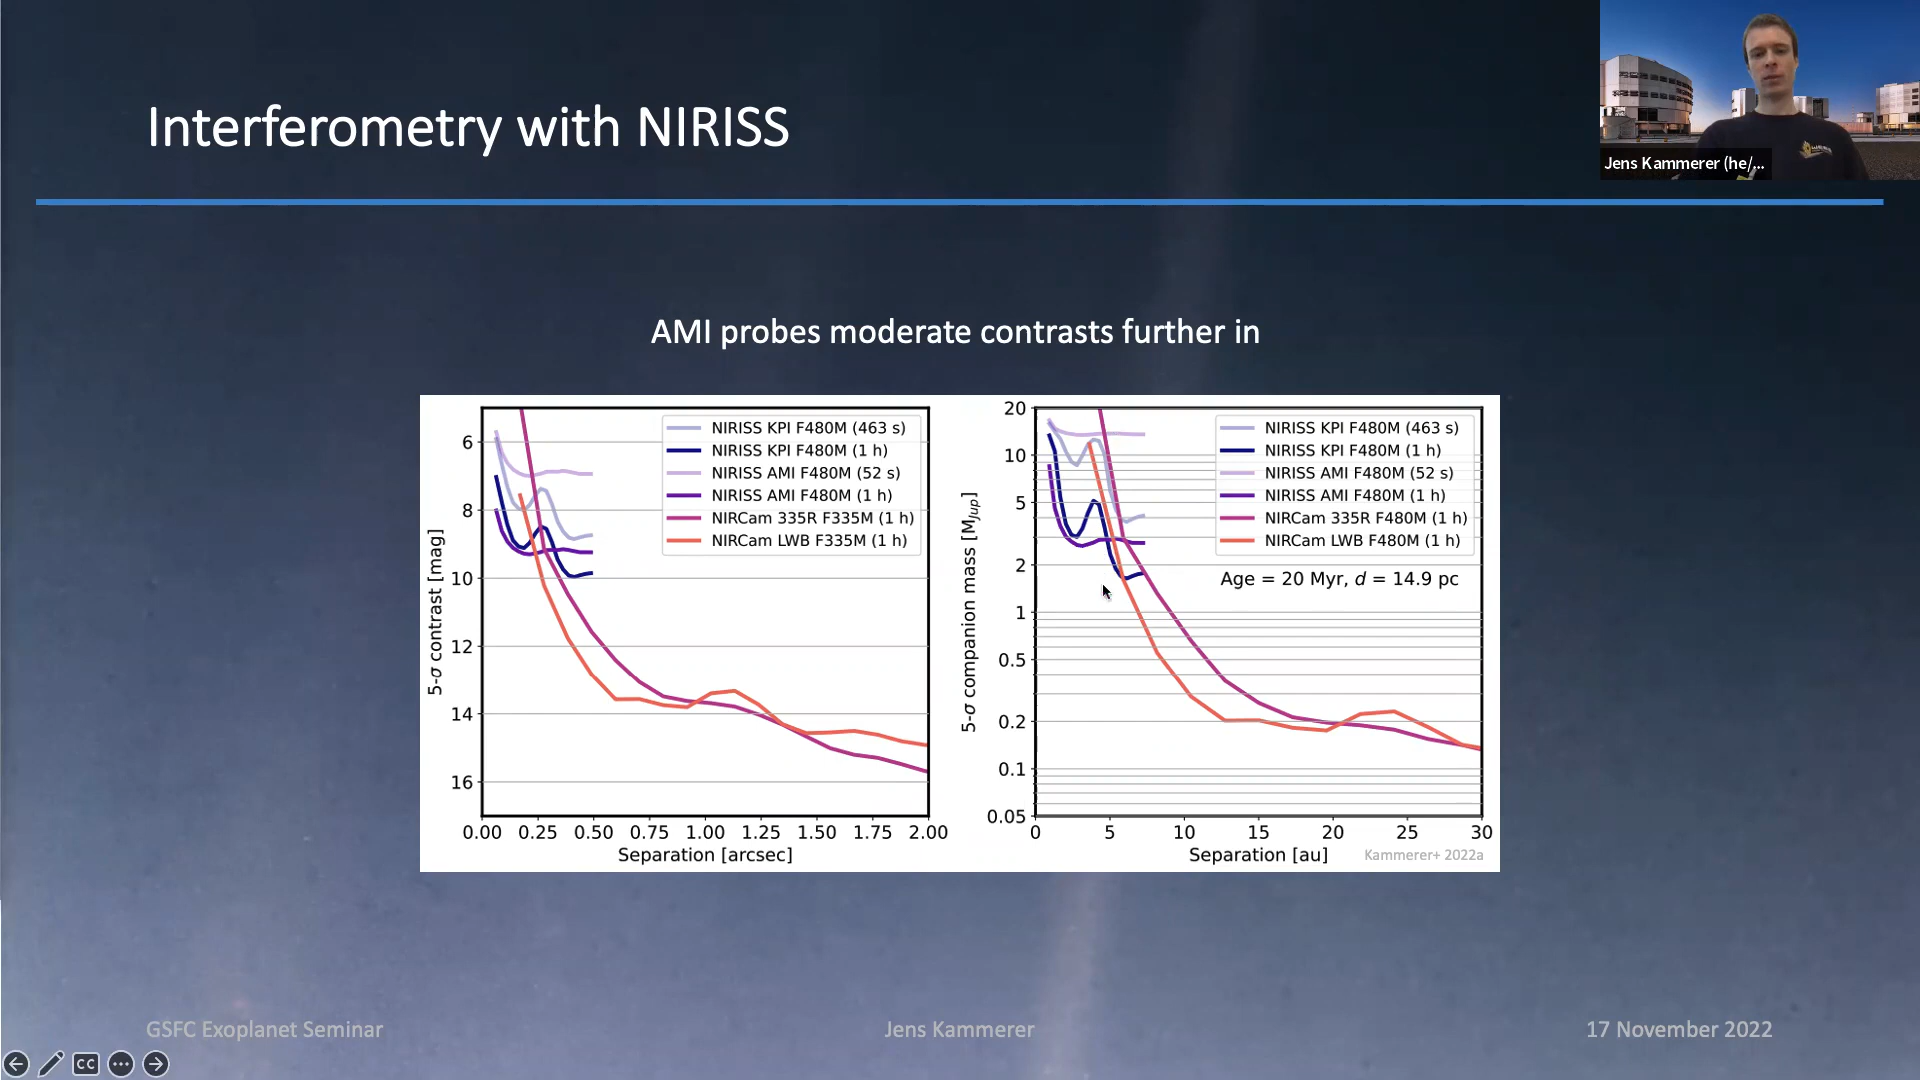 Interferometry with NIRISS
Jens Kammerer (he/...
AMI probes moderate contrasts further in
5-σ contrast [mag]
6
8
10
12
14
16
NIRISS KPI F480M (463 s)
NIRISS KPI F480M (1 h)
NIRISS AMI F480M (52 s)
NIRISS AMI F480M (1 h)
NIRCam 335R F335M (1 h)
NIRCam LWB F335M (1 h)
0.00 0.25 0.50 0.75 1.00 1.25 1.50 1.75 2.00
Separation [arcsec]
5-σ companion mass [MJup]
20
10
5
2
1
0.5
0.2
0.1
0.05
NIRISS KPI F480M (463 s)
NIRISS KPI F480M (1 h)
NIRISS AMI F480M (52 s)
NIRISS AMI F480M (1 h)
NIRCam 335R F480M (1 h)
NIRCam LWB F480M (1 h)
Age = 20 Myr, d = 14.9 pc
0 5 10 15 20 25 30
Separation [au]
Kammerer+ 2022a
GSFC Exoplanet Seminar
Jens Kammerer
17 November 2022
CC